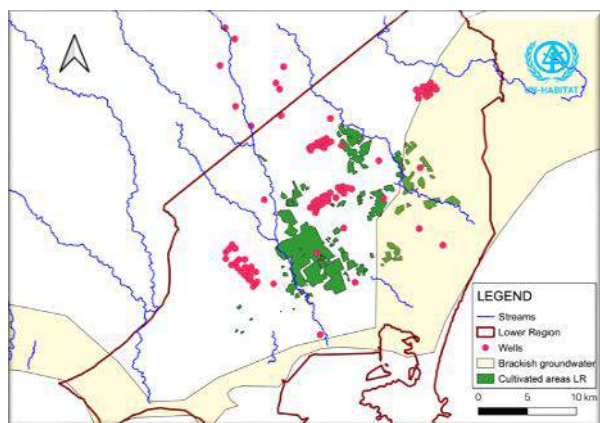 UN-HABITAT
LEGEND
Streams
Lower Region
Wells
Brackish groundwater
Cultivated areas LR
0 5 10 km